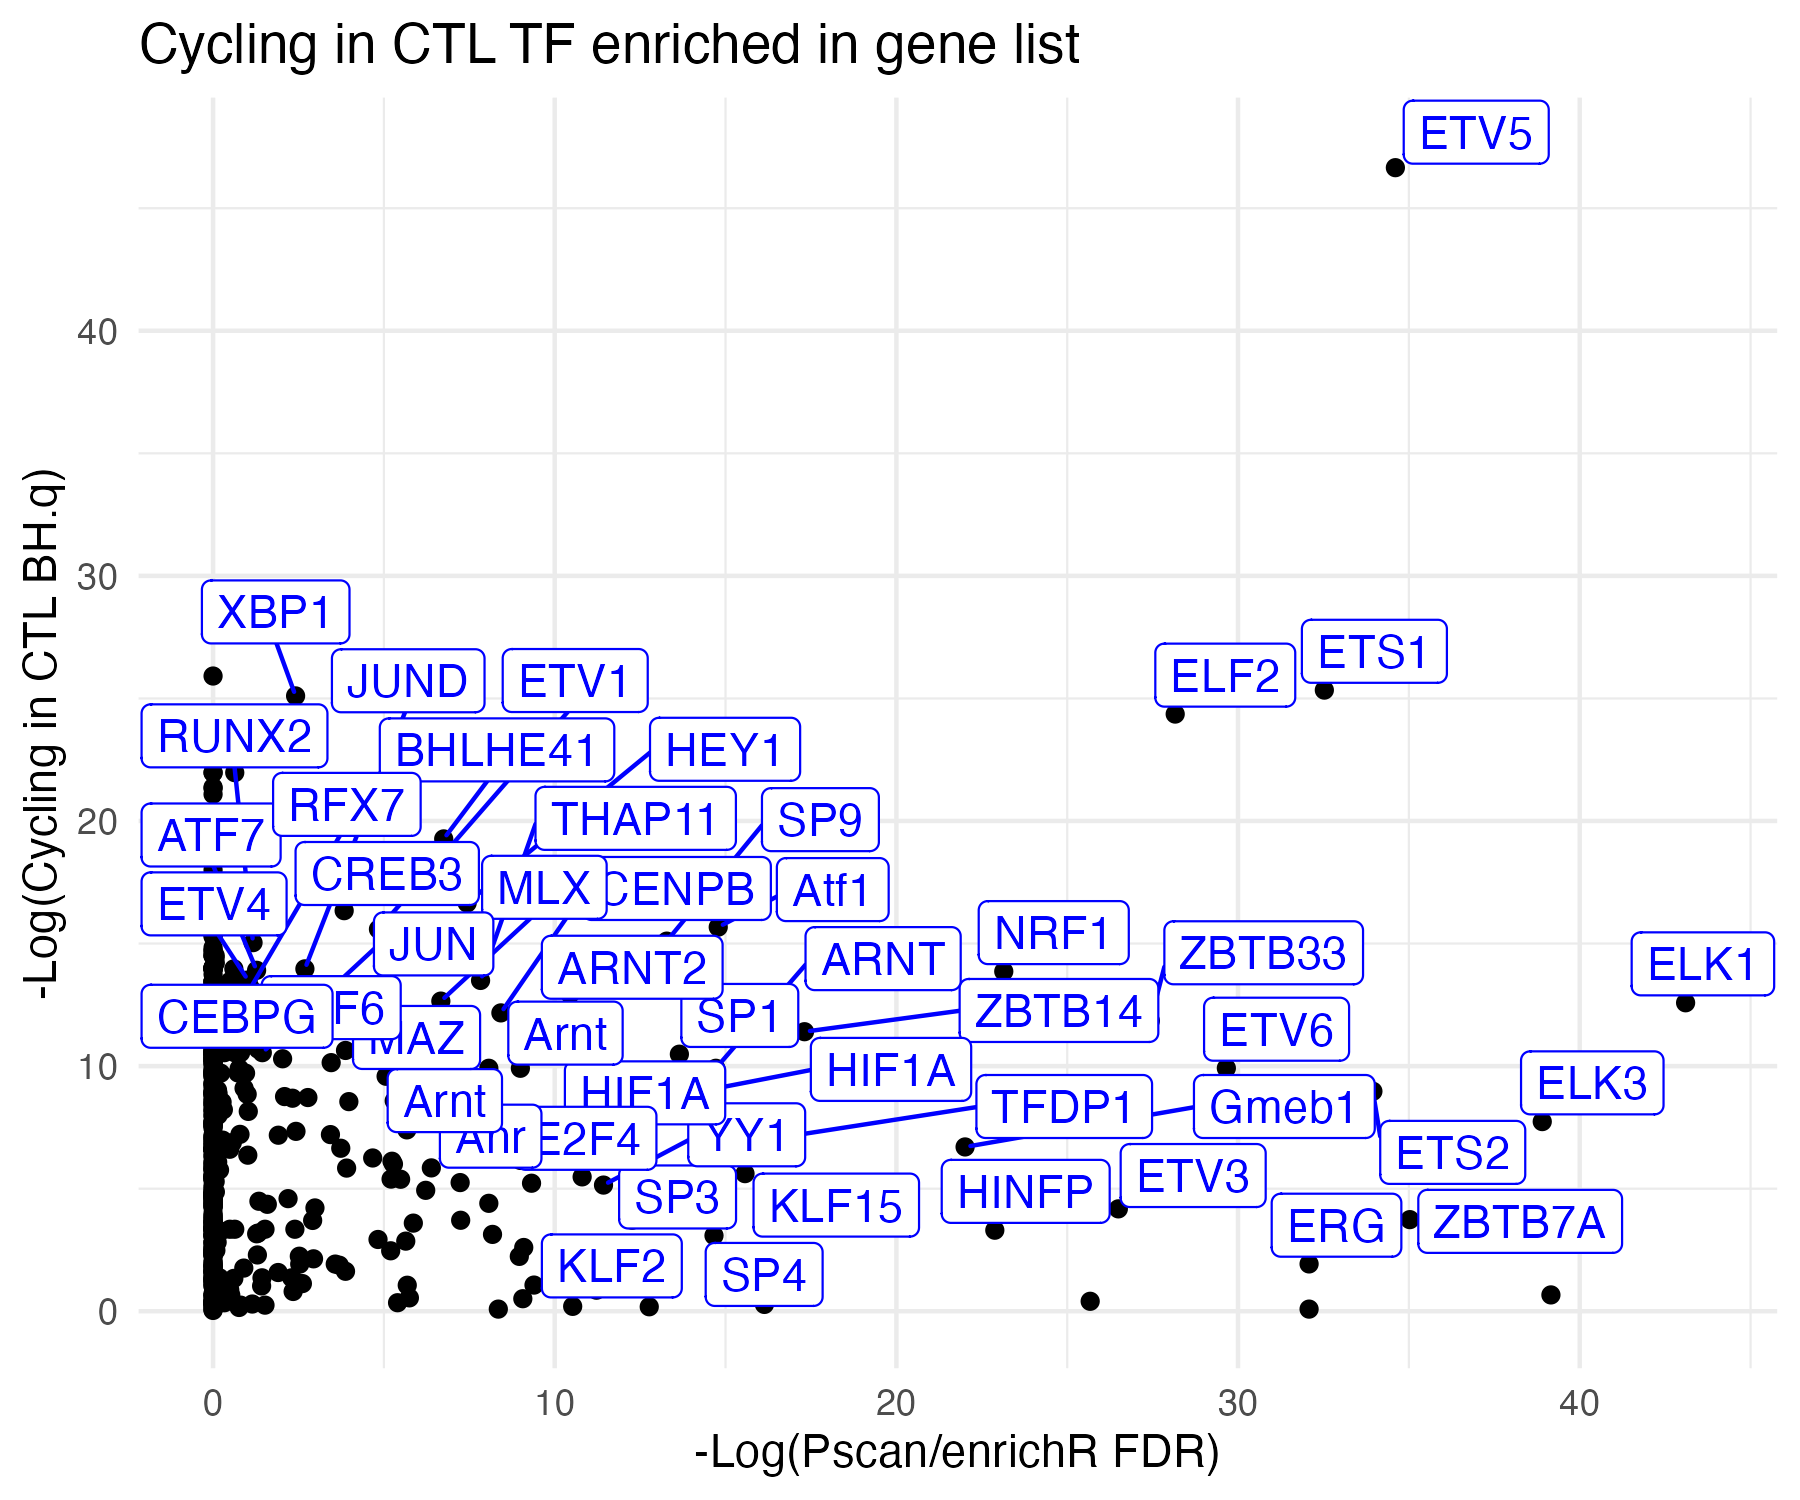 Cycling in CTL TF enriched in gene list
ETV5
40
-Log(Cycling in CTL BH.q)
30
XBP1
ETS1
ELF2
JUND
ETV1
RUNX2
BHLHE41
HEY1
RFX7
20
THAP11
SP9
ATF7
CREB3
MLX
CENPB
Atf1
ETV4
NRF1
JUN
ZBTB33
ARNT2
ARNT
ELK1
F6
CEBPG
SP1
ZBTB14
MAZ
Arnt
ETV6
10
HIF1A
HIF1A
ELK3
Arnt
TFDP1
Gmeb1
Ahr
E2F4
YY1
ETS2
ETV3
HINFP
SP3
KLF15
ERG
ZBTB7A
KLF2
SP4
0
0
10
20
30
40
-Log(Pscan/enrichR FDR)